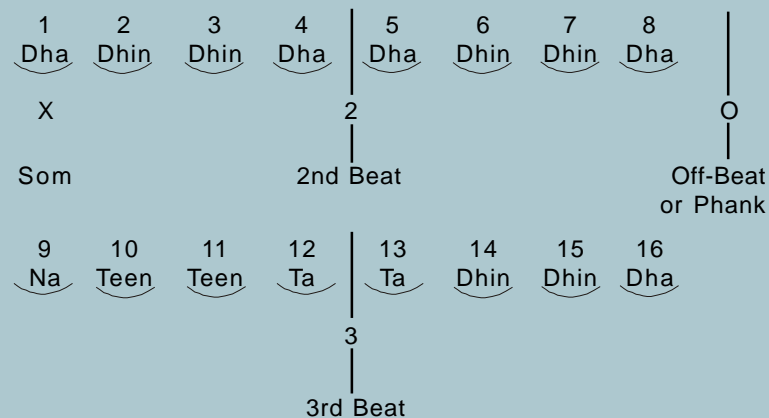 1 2 3 4 5 6 7 8
Dha Dhin Dhin Dha Dha Dhin Dhin Dha
X 2 O
Som 2nd Beat Off-Beat
or Phank
9 10 11 12 13 14 15 16
Na Teen Teen Ta Ta Dhin Dhin Dha
3
3rd Beat